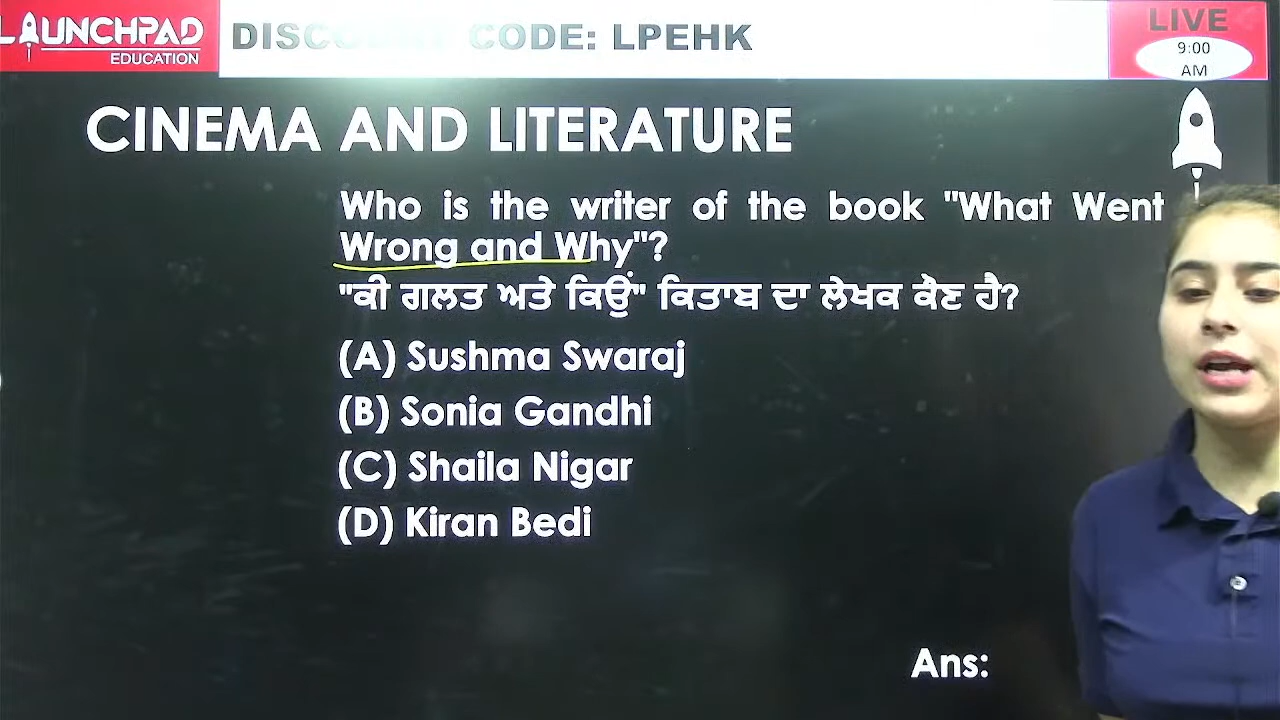 LAUNCHPAD
EDUCATION
DISCOUNT CODE: LPEHK
LIVE
9:00
AM
CINEMA AND LITERATURE
Who is the writer of the book "What Went
Wrong and Why"?
"ਕੀ ਗਲਤ ਅਤੇ ਕਿਉਂ" ਕਿਤਾਬ ਦਾ ਲੇਖਕ ਕੌਣ ਹੈ?
(A) Sushma Swaraj
(B) Sonia Gandhi
(C) Shaila Nigar
(D) Kiran Bedi
Ans: